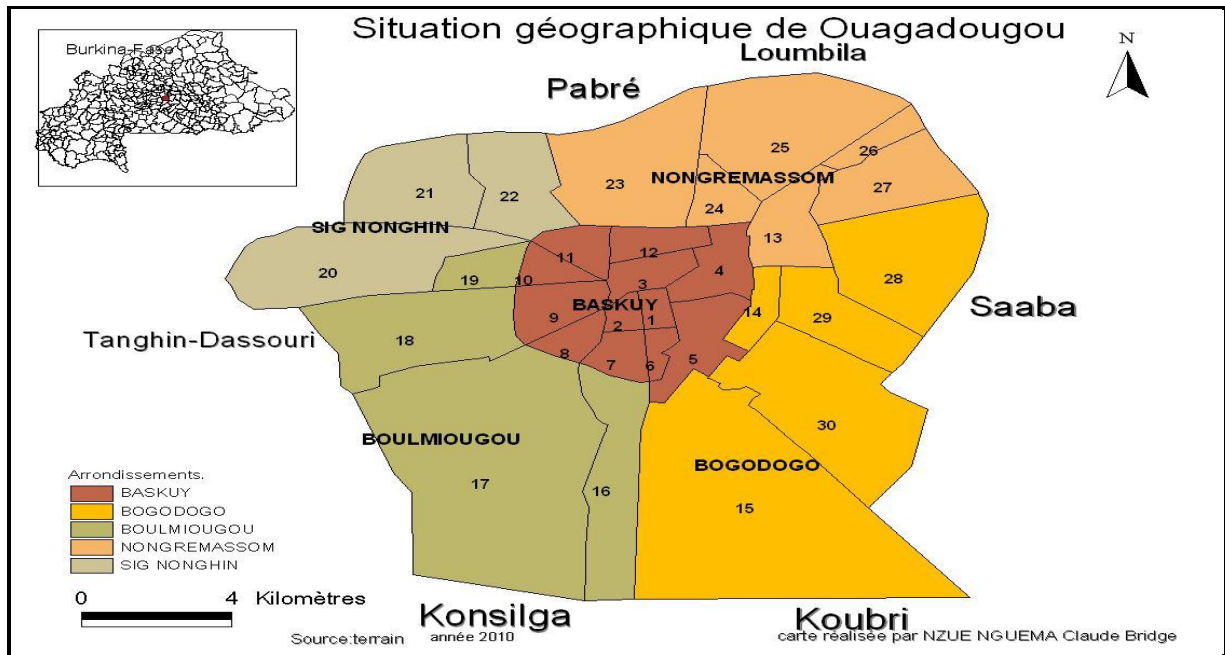 Situation géographique de Ouagadougou
Burkina-Faso
Loumbila
N
Pabré
25
26
23
NONGREMASSOM
27
21
22
24
SIG NONGHIN
13
12
11
28
20
19
10
4
3
BASKUY
14
Saaba
9
2
1
29
Tanghin-Dassouri
18
8
7
6
5
30
BOULMIOUGOU
BOGODOGO
17
16
15
Arrondissements.
BASKUY
BOGODOGO
BOULMIOUGOU
NONGREMASSOM
SIG NONGHIN
0 4 Kilomètres
Konsilga
Koubri
Source:terrain année 2010
carte réalisée par NZUE NGUEMA Claude Bridge